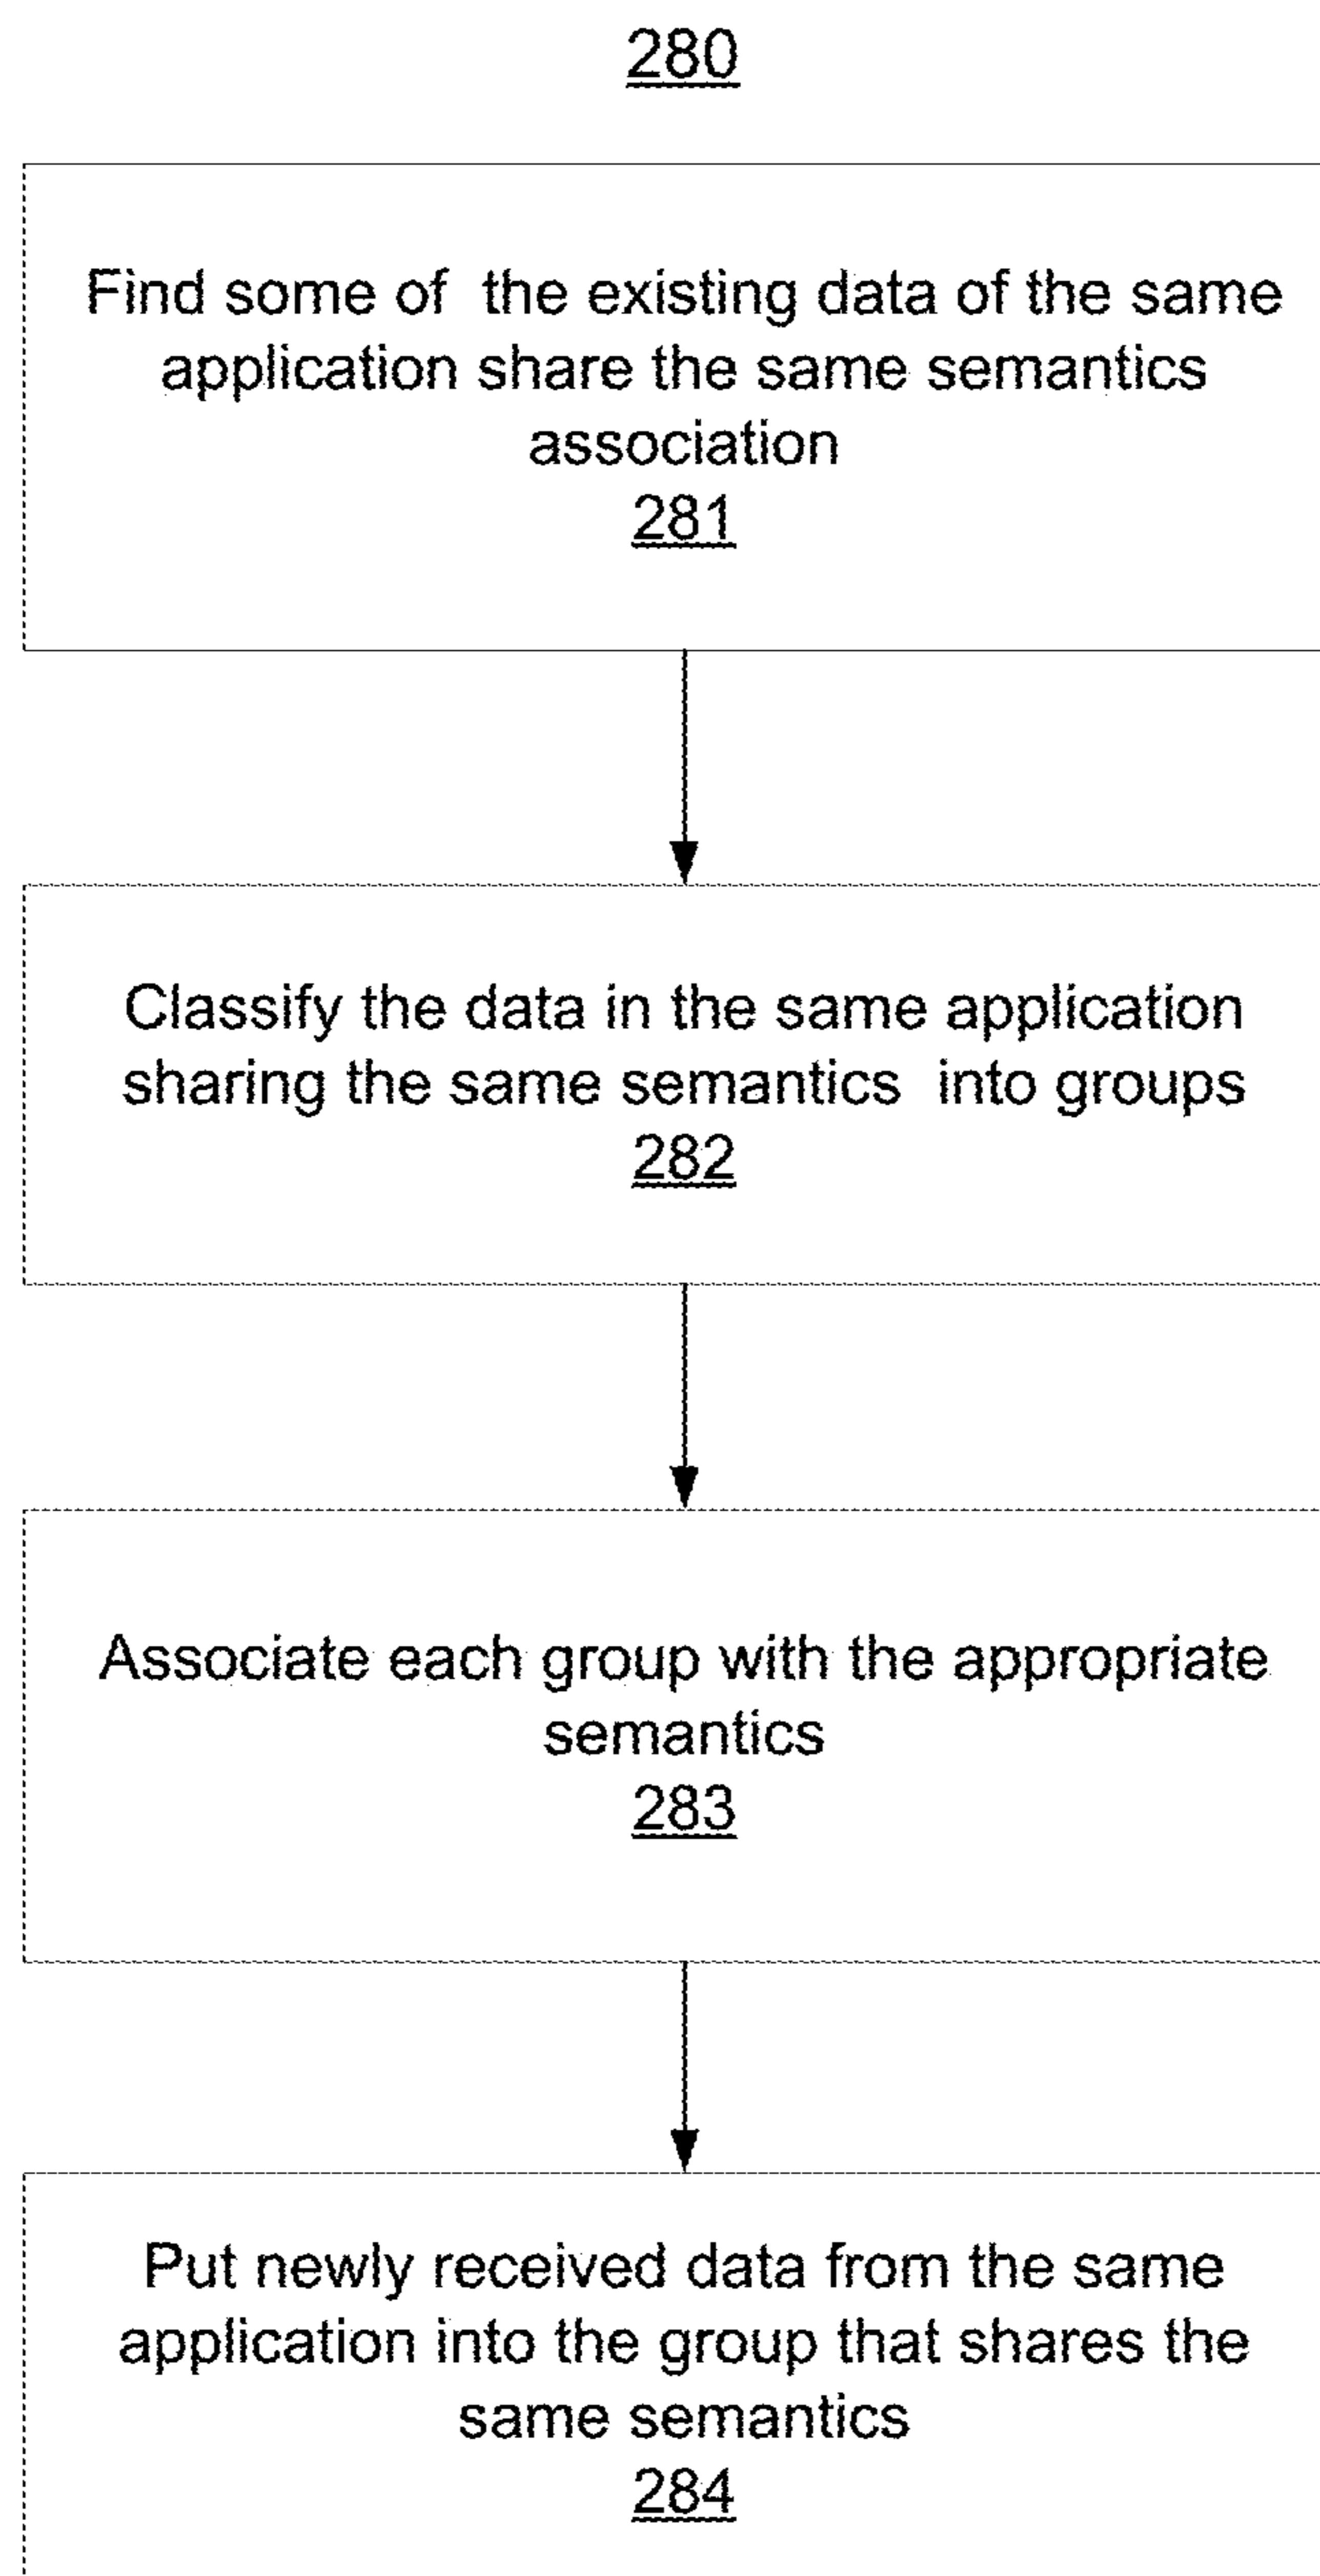 280
Find some of the existing data of the same
application share the same semantics
association
281
Classify the data in the same application
sharing the same semantics into groups
282
Associate each group with the appropriate
semantics
283
Put newly received data from the same
application into the group that shares the
same semantics
284